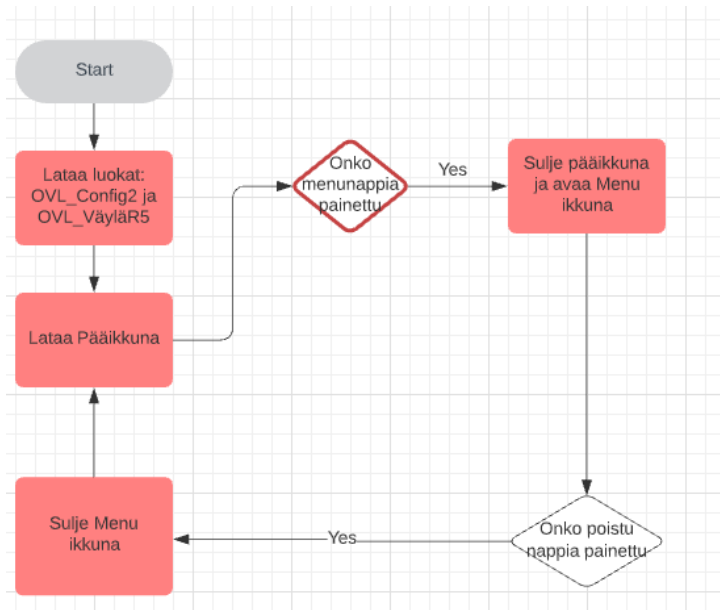 Start
Lataa luokat:
OVL_Config2 ja
OVL_VäyläR5
Lataa Pääikkuna
Onko
menunappia
painettu
Yes
Sulje pääikkuna
ja avaa Menu
ikkuna
Onko poistu
nappia painettu
Yes
Sulje Menu
ikkuna